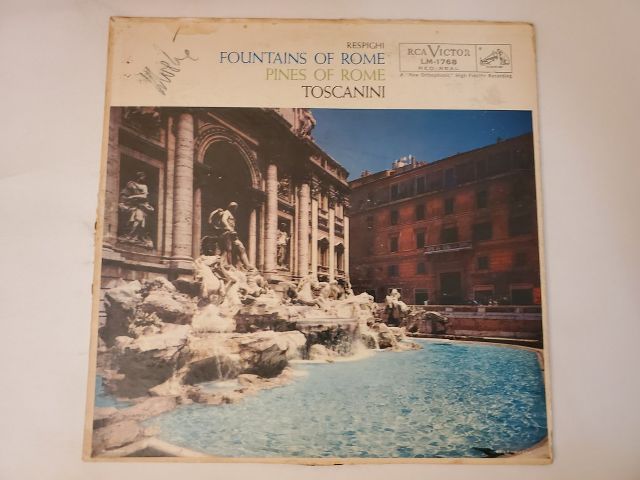 RESPIGHI
FOUNTAINS OF ROME
PINES OF ROME
TOSCANINI
RCA VICTOR
LM-1768
RED SEAL
A "New Orthophonic" High Fidelity Recording